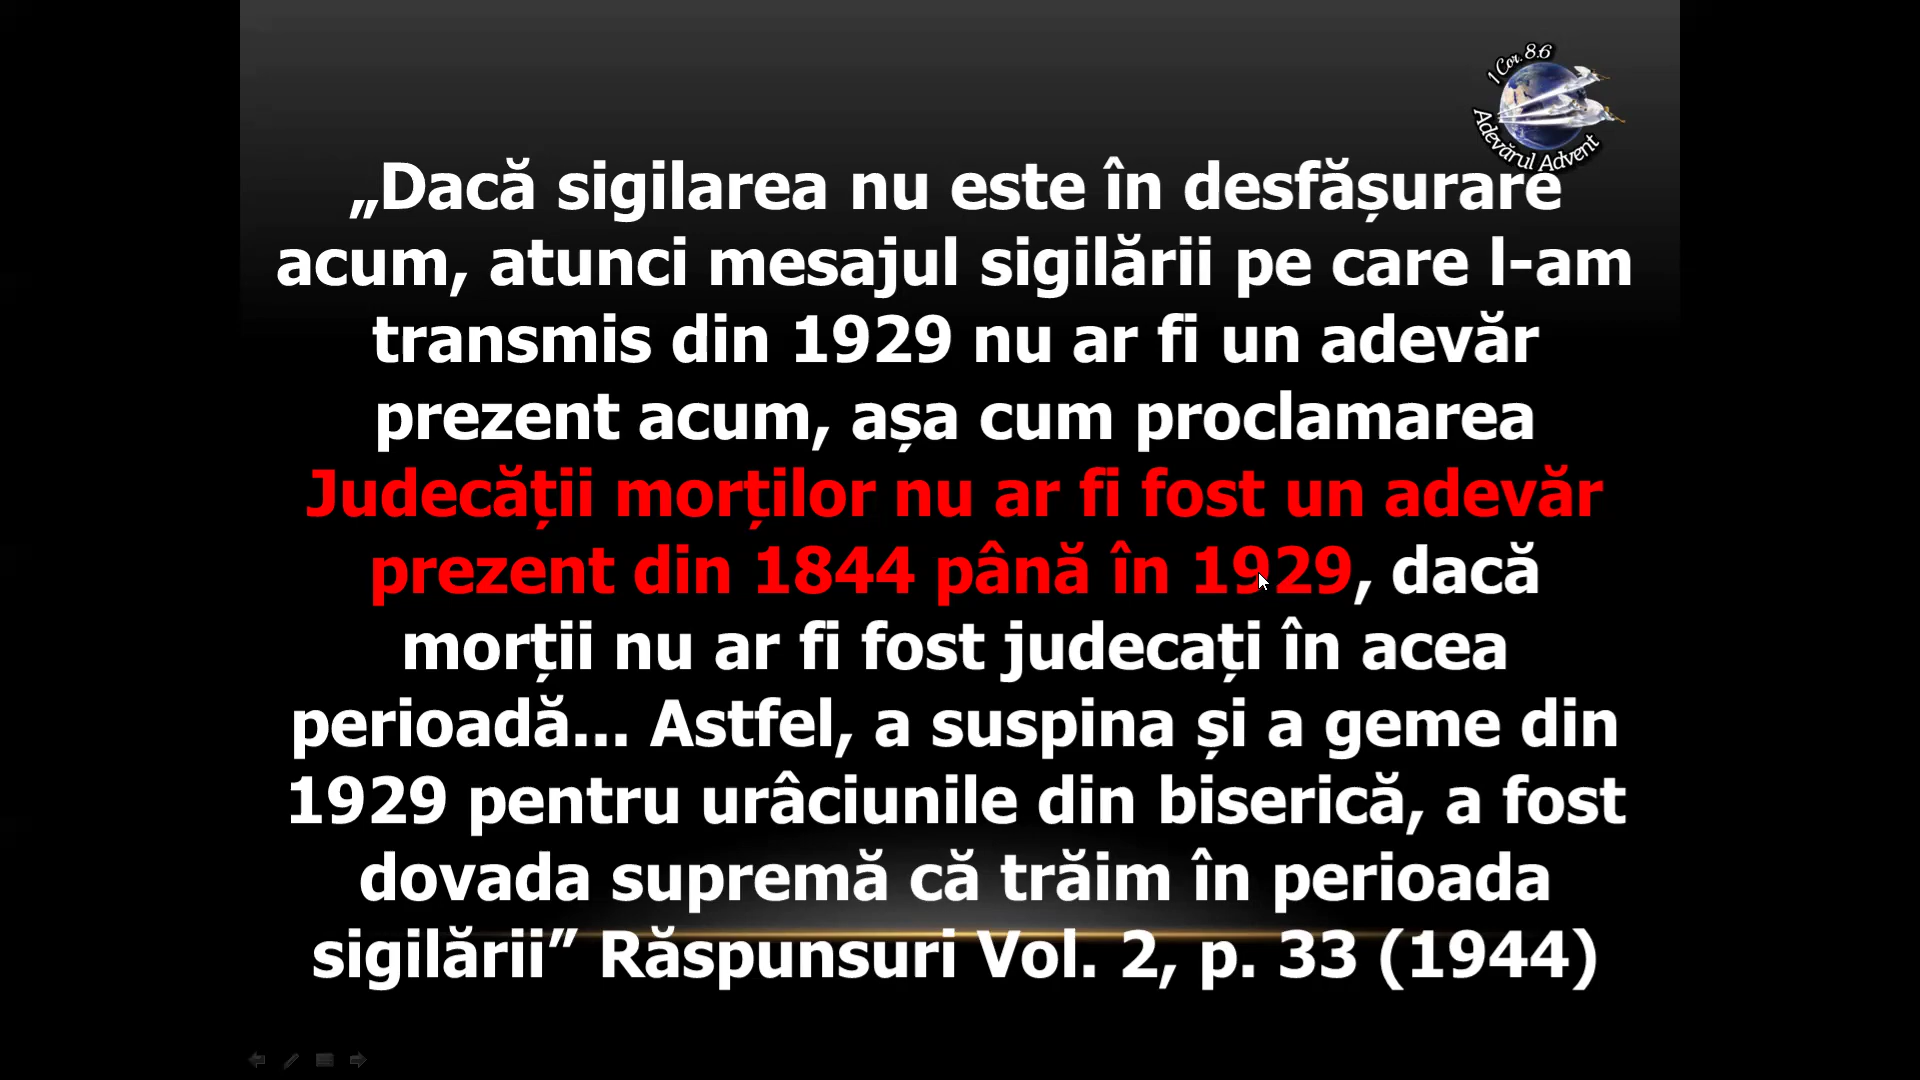 1 Cor. 8:6
Adevărul Advent
„Dacă sigilarea nu este în desfășurare
acum, atunci mesajul sigilării pe care l-am
transmis din 1929 nu ar fi un adevăr
prezent acum, așa cum proclamarea
Judecății morților nu ar fi fost un adevăr
prezent din 1844 până în 1929, dacă
morții nu ar fi fost judecați în acea
perioadă... Astfel, a suspina și a geme din
1929 pentru urâciunile din biserică, a fost
dovada supremă că trăim în perioada
sigilării” Răspunsuri Vol. 2, p. 33 (1944)